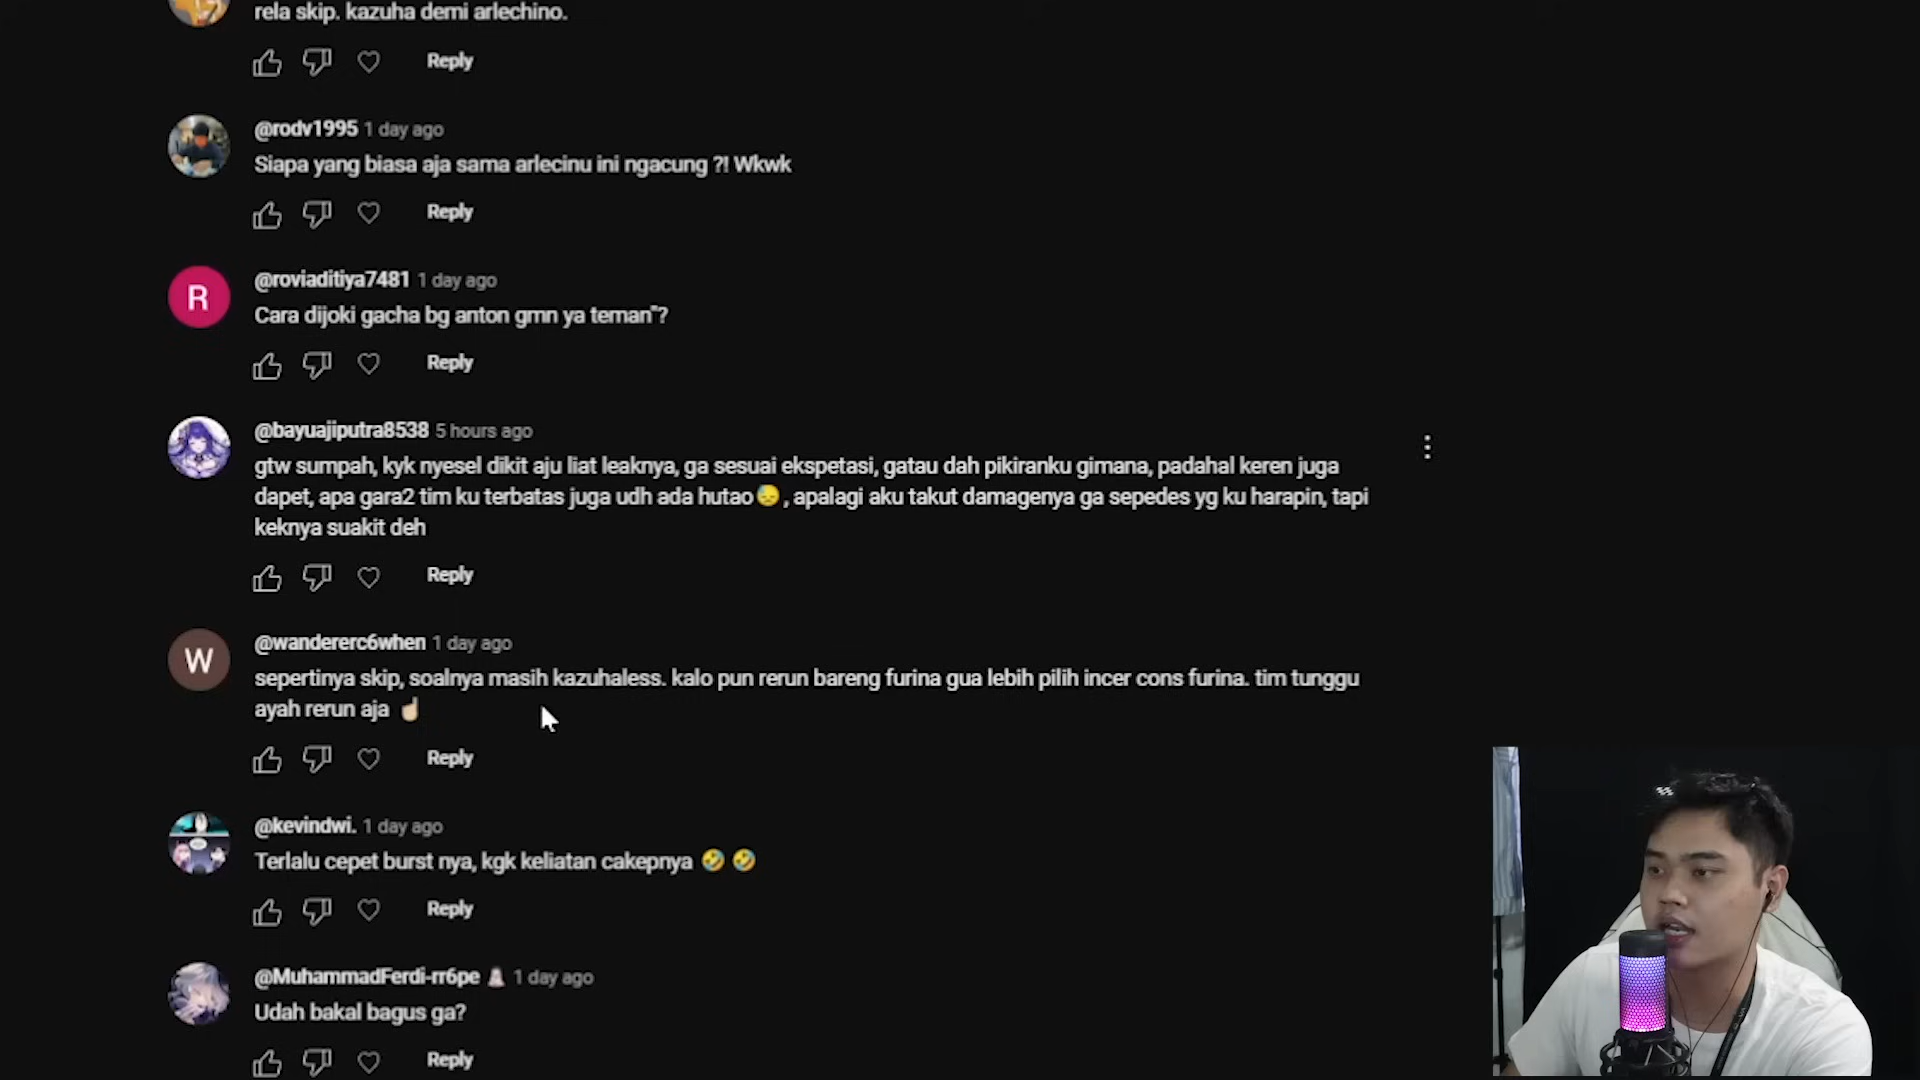 rela skip. kazuha demi arlechino.
Reply
@rodv1995 1 day ago
Siapa yang biasa aja sama arlecinu ini ngacung ?! Wkwk
Reply
R
@roviaditiya7481 1 day ago
Cara dijoki gacha bg anton gmn ya teman"?
Reply
@bayuajiputra8538 5 hours ago
gtw sumpah, kyk nyesel dikit aju liat leaknya, ga sesuai ekspetasi, gatau dah pikiranku gimana, padahal keren juga
dapet, apa gara2 tim ku terbatas juga udh ada hutao😓, apalagi aku takut damagenya ga sepedes yg ku harapin, tapi
keknya suakit deh
Reply
W
@wandererc6when 1 day ago
sepertinya skip, soalnya masih kazuhaless. kalo pun rerun bareng furina gua lebih pilih incer cons furina. tim tunggu
ayah rerun aja ☝🏻
Reply
@kevindwi. 1 day ago
Terlalu cepet burst nya, kgk keliatan cakepnya 🤣 🤣
Reply
@MuhammadFerdi-rr6pe 1 day ago
Udah bakal bagus ga?
Reply